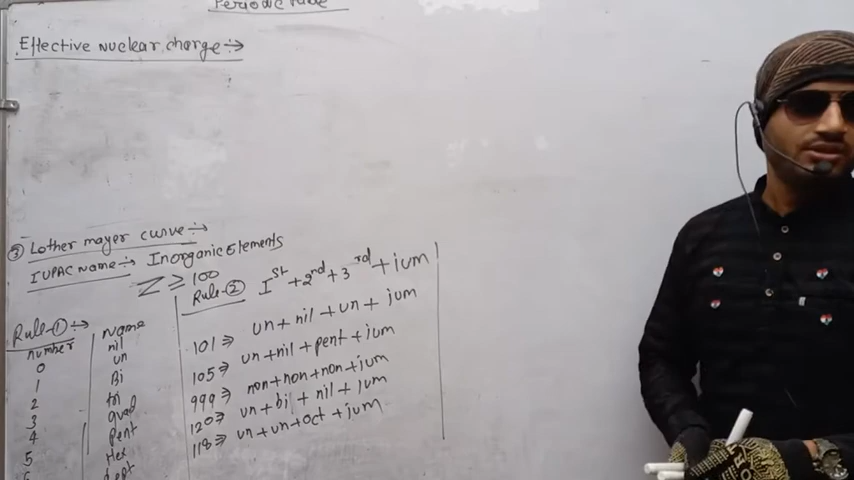 Periodic table
Effective nuclear charge ÷→
③ Lother mayer curve ÷→
IUPAC name ÷→ Inorganic Elements
Z ≥ 100
Rule-① ÷→
number name
0 nil
1 un
2 Bi
3 tri
4 quad
5 pent
Hex
Rule-② Ist + 2nd + 3rd + ium
101 ⇒ un + nil + un + ium
105 ⇒ un + nil + pent + ium
999 ⇒ non + non + non + ium
120 ⇒ un + bi + nil + ium
118 ⇒ un + un + oct + ium